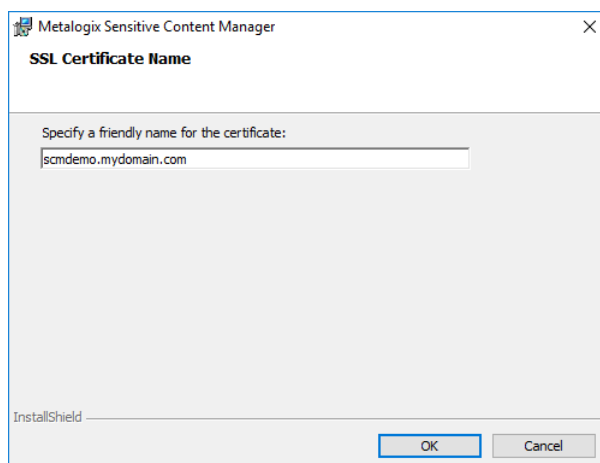 Metalogix Sensitive Content Manager
SSL Certificate Name
Specify a friendly name for the certificate:
scmdemo.mydomain.com
InstallShield
OK Cancel